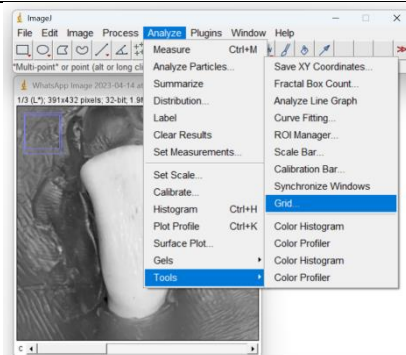 ImageJ
File Edit Image Process Analyze Plugins Window Help
*Multi-point* or point (alt or long cli
WhatsApp Image 2023-04-14 at
1/3 (L*); 391x432 pixels; 32-bit; 1.9
Measure Ctrl+M
Analyze Particles...
Summarize
Distribution...
Label
Clear Results
Set Measurements...
Set Scale...
Calibrate...
Histogram Ctrl+H
Plot Profile Ctrl+K
Surface Plot...
Gels
Tools
Save XY Coordinates...
Fractal Box Count...
Analyze Line Graph
Curve Fitting...
ROI Manager...
Scale Bar...
Calibration Bar...
Synchronize Windows
Grid...
Color Histogram
Color Profiler
Color Histogram
Color Profiler
c